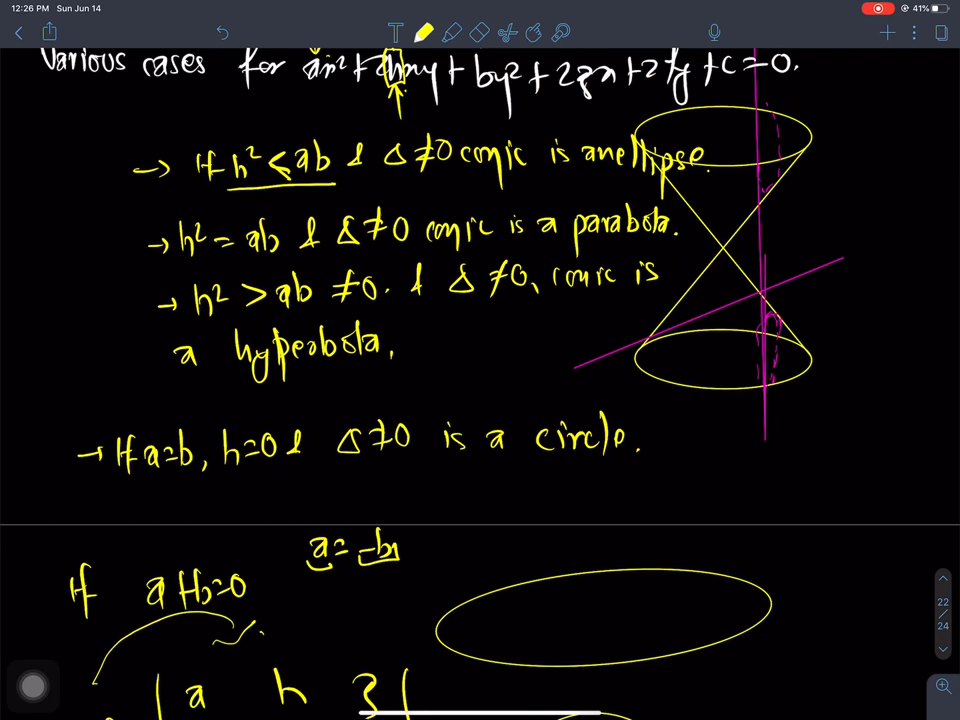 12:26 PM Sun Jun 14
41%
Various cases for ax² + 2hxy + by² + 2gx + 2fy + c = 0.
→ If h² < ab & Δ ≠ 0 conic is an ellipse.
→ h² = ab & Δ ≠ 0 conic is a parabola.
→ h² > ab ≠ 0. & Δ ≠ 0, conic is
a hyperbola.
→ If a=b, h=0 & Δ ≠ 0 is a circle.
a = -b
If a+b=0
22
/
24
| a h g |